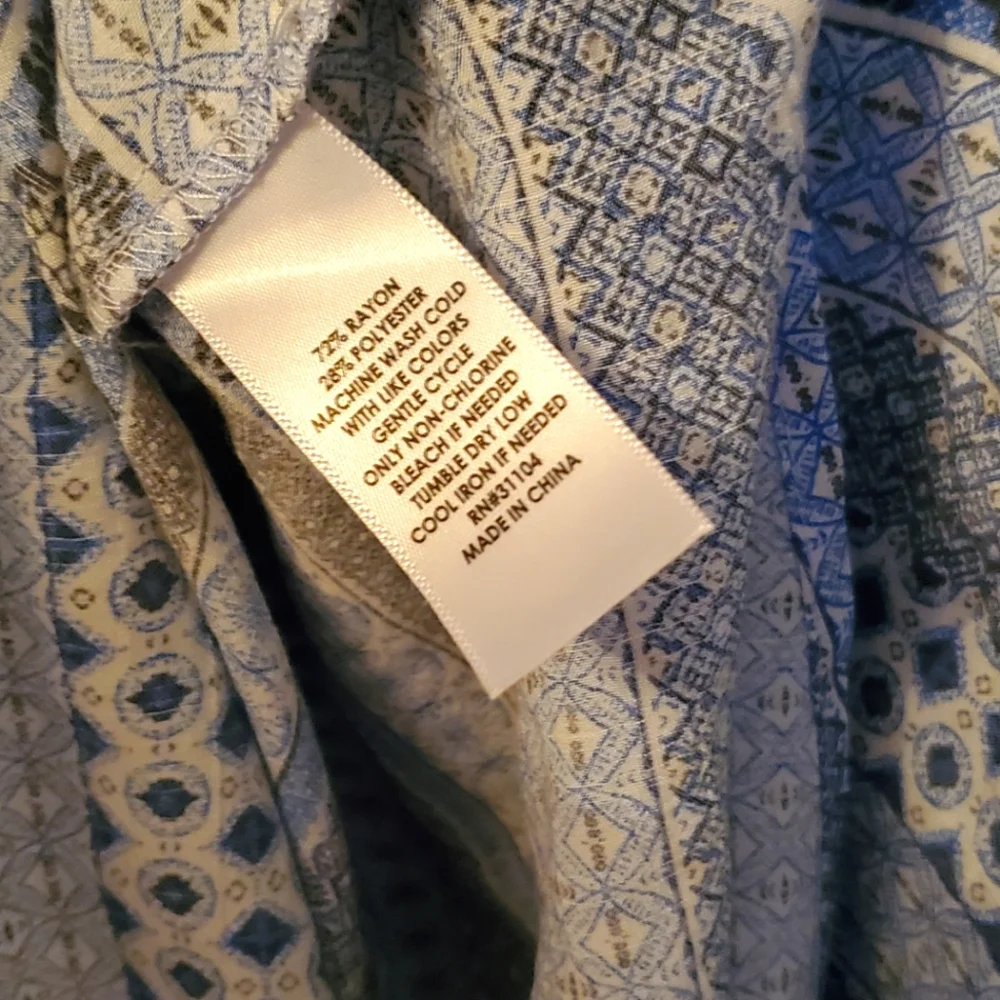 72% RAYON
28% POLYESTER
MACHINE WASH COLD
WITH LIKE COLORS
GENTLE CYCLE
ONLY NON-CHLORINE
BLEACH IF NEEDED
TUMBLE DRY LOW
COOL IRON IF NEEDED
RN#31104
MADE IN CHINA